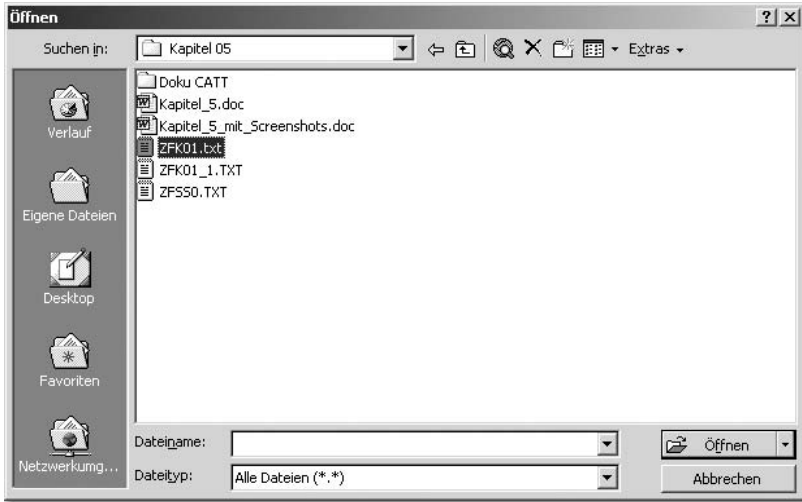 Öffnen
Suchen in: Kapitel 05 Extras
Verlauf
Eigene Dateien
Desktop
Favoriten
Netzwerkumg...
Doku CATT
Kapitel_5.doc
Kapitel_5_mit_Screenshots.doc
ZFK01.txt
ZFK01_1.TXT
ZFSS0.TXT
Dateiname: Öffnen
Dateityp: Alle Dateien (*.*) Abbrechen